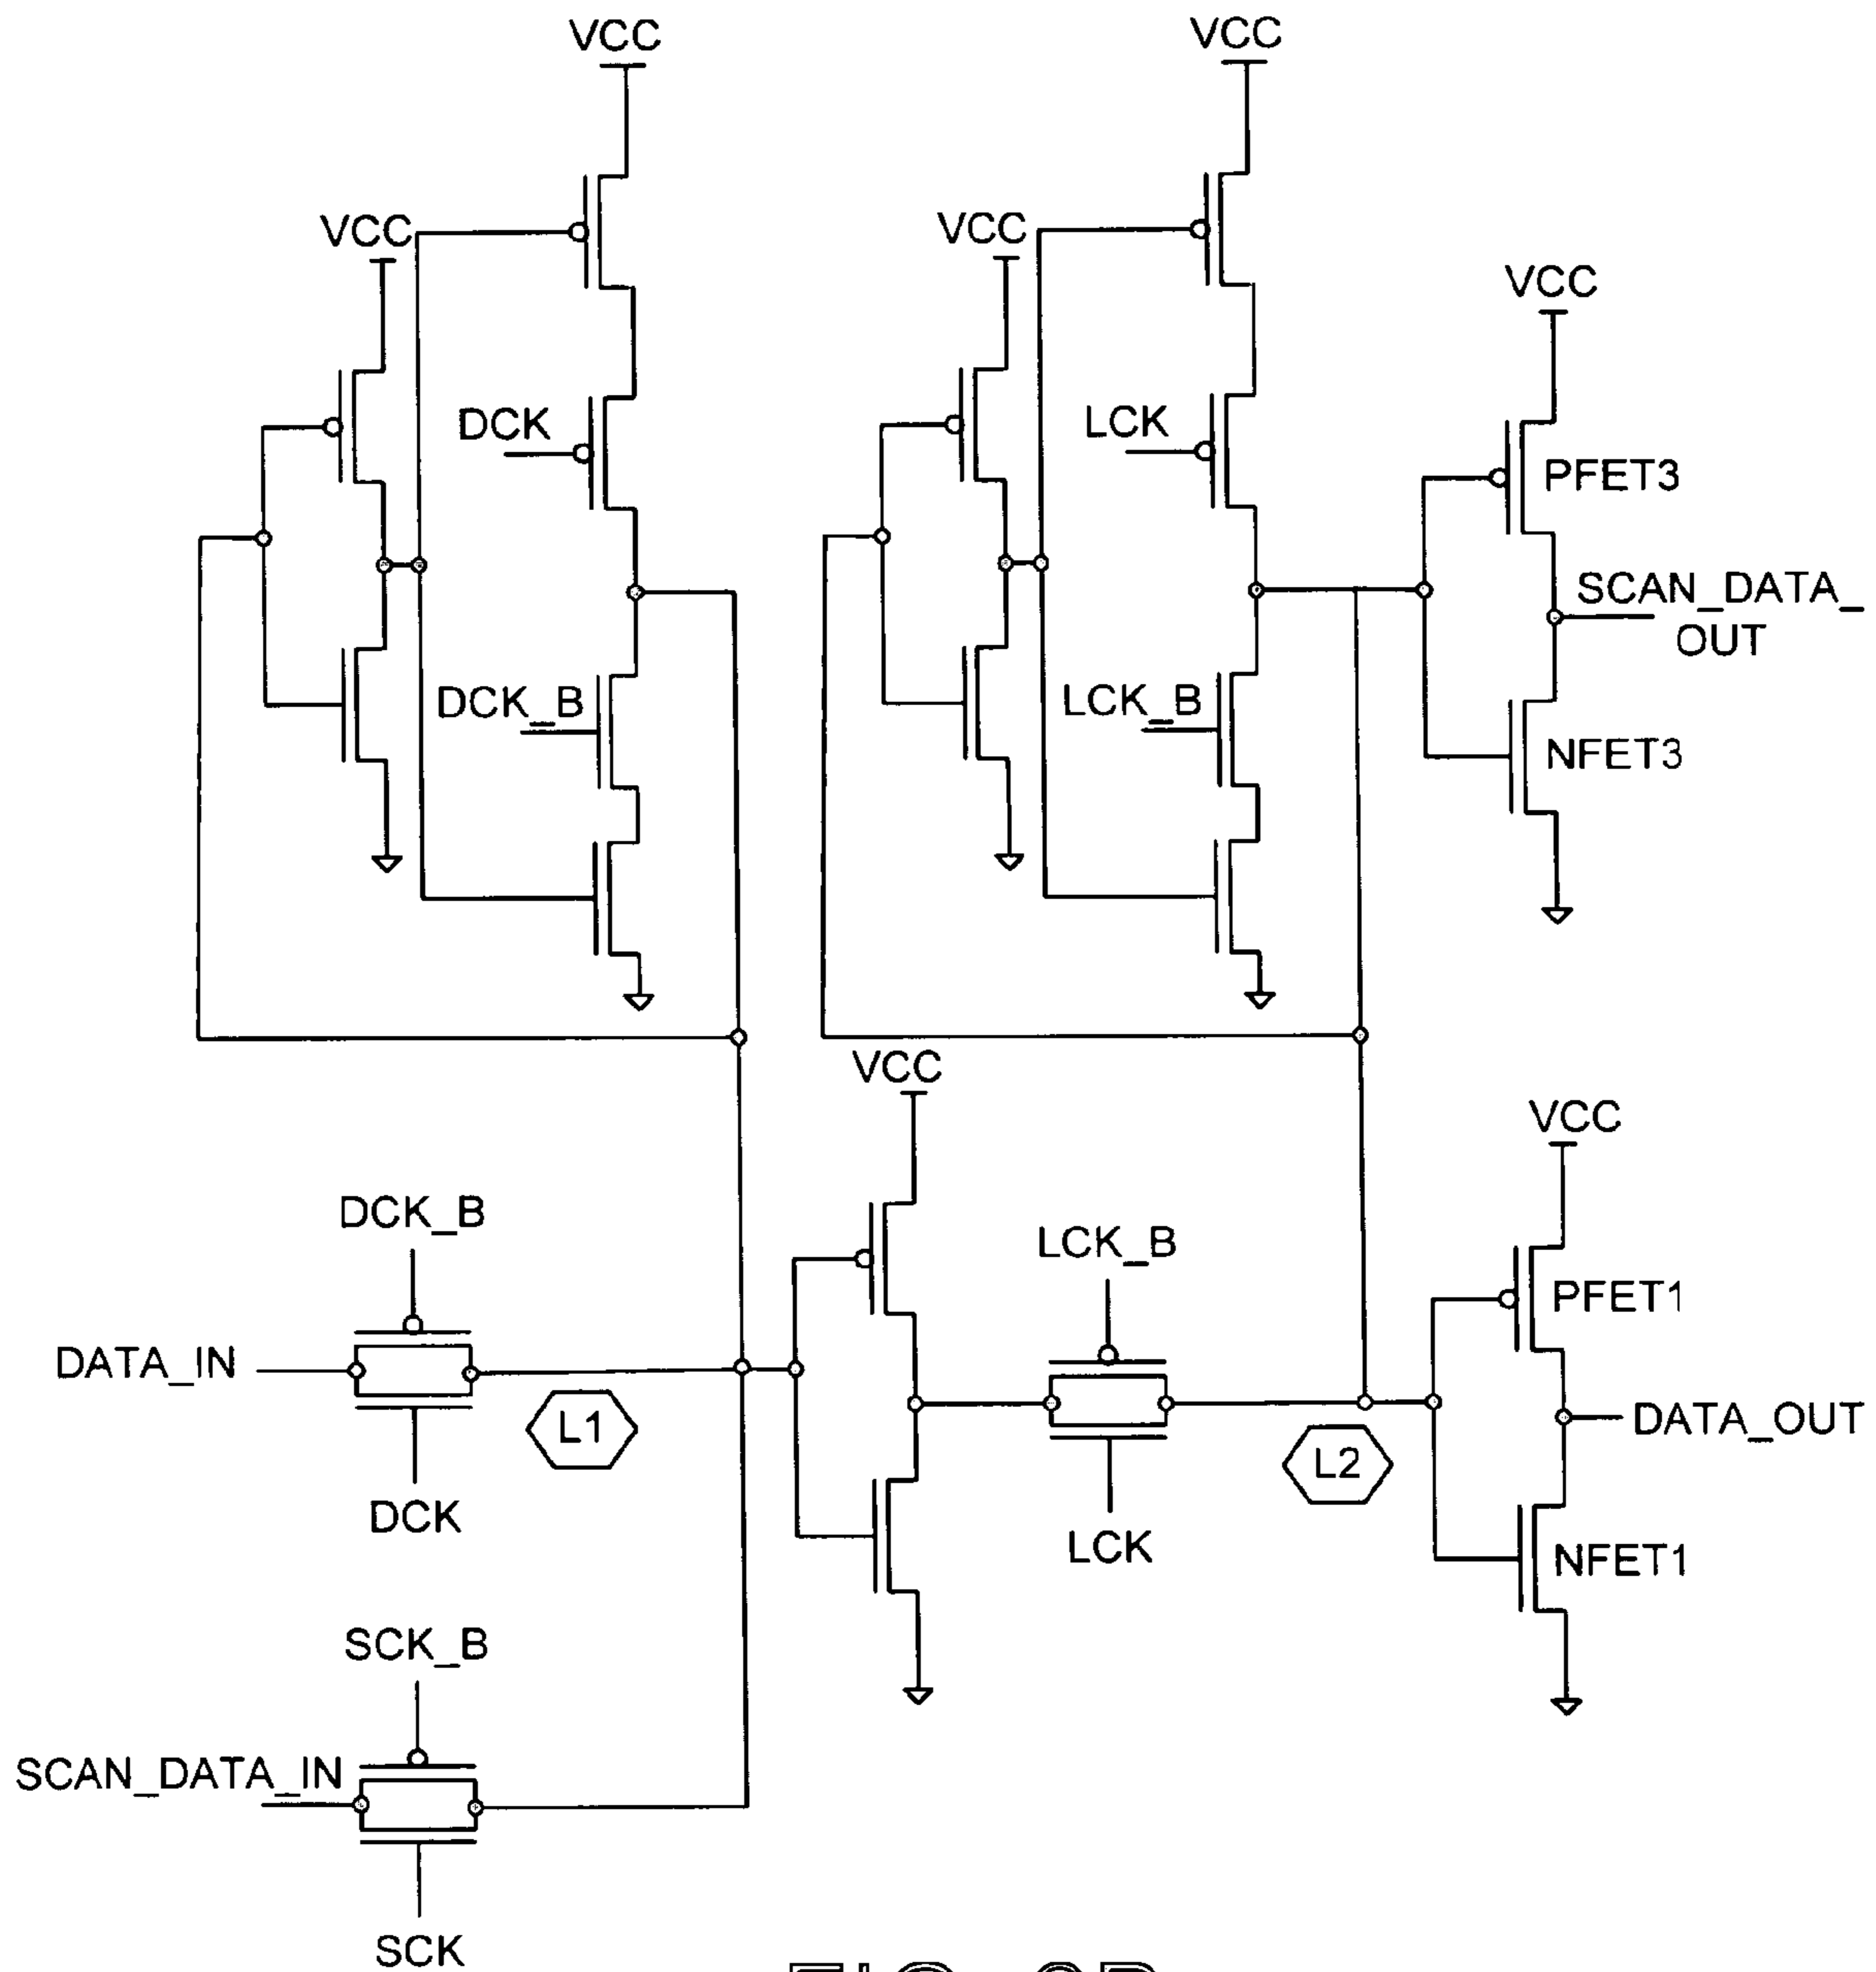 VCC
VCC
VCC
VCC
VCC
DCK
LCK
PFET3
SCAN_DATA_
OUT
DCK_B
LCK_B
NFET3
VCC
VCC
DCK_B
LCK_B
PFET1
DATA_IN
L1
DATA_OUT
L2
DCK
LCK
NFET1
SCK_B
SCAN_DATA_IN
SCK